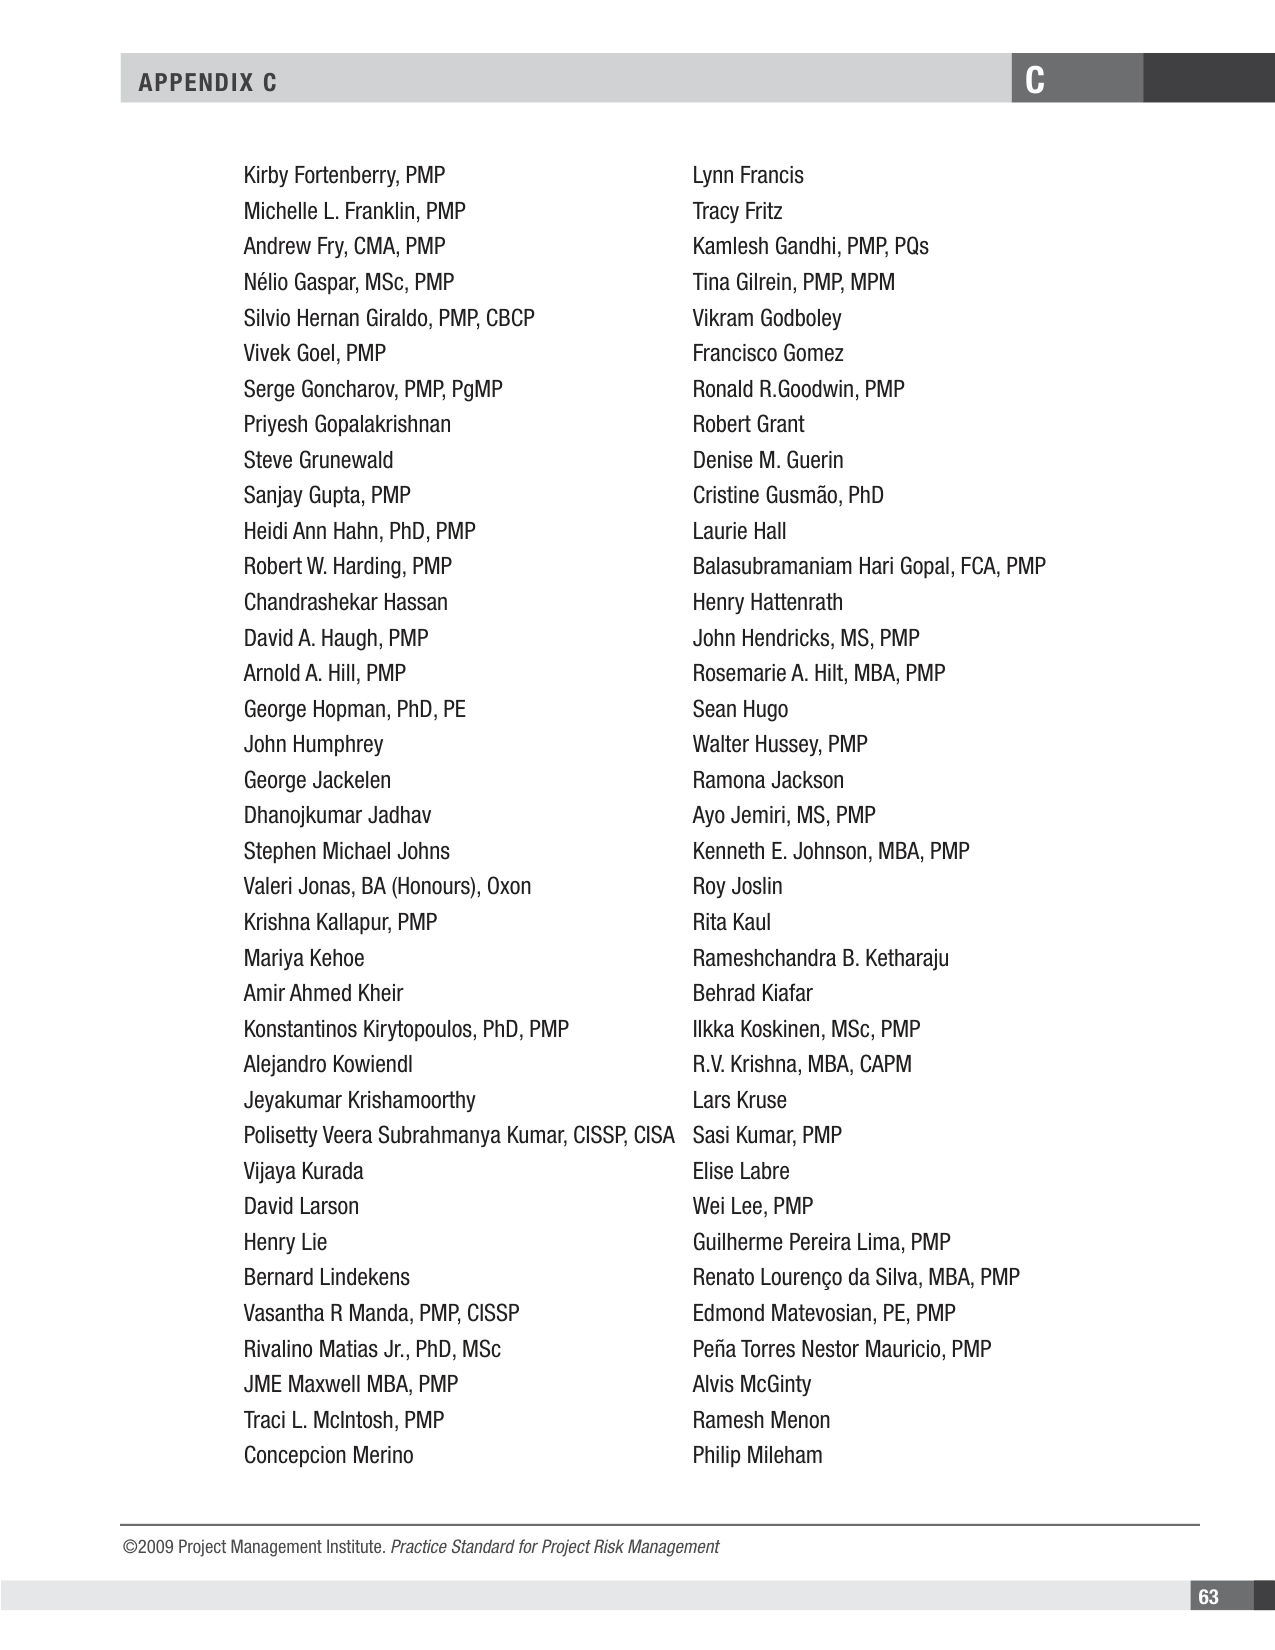 APPENDIX C
C
Kirby Fortenberry, PMP
Michelle L. Franklin, PMP
Andrew Fry, CMA, PMP
Nélio Gaspar, MSc, PMP
Silvio Hernan Giraldo, PMP, CBCP
Vivek Goel, PMP
Serge Goncharov, PMP, PgMP
Priyesh Gopalakrishnan
Steve Grunewald
Sanjay Gupta, PMP
Heidi Ann Hahn, PhD, PMP
Robert W. Harding, PMP
Chandrashekar Hassan
David A. Haugh, PMP
Arnold A. Hill, PMP
George Hopman, PhD, PE
John Humphrey
George Jackelen
Dhanojkumar Jadhav
Stephen Michael Johns
Valeri Jonas, BA (Honours), Oxon
Krishna Kallapur, PMP
Mariya Kehoe
Amir Ahmed Kheir
Konstantinos Kirytopoulos, PhD, PMP
Alejandro Kowiendl
Jeyakumar Krishamoorthy
Polisetty Veera Subrahmanya Kumar, CISSP, CISA
Vijaya Kurada
David Larson
Henry Lie
Bernard Lindekens
Vasantha R Manda, PMP, CISSP
Rivalino Matias Jr., PhD, MSc
JME Maxwell MBA, PMP
Traci L. McIntosh, PMP
Concepcion Merino
Lynn Francis
Tracy Fritz
Kamlesh Gandhi, PMP, PQs
Tina Gilrein, PMP, MPM
Vikram Godboley
Francisco Gomez
Ronald R.Goodwin, PMP
Robert Grant
Denise M. Guerin
Cristine Gusmão, PhD
Laurie Hall
Balasubramaniam Hari Gopal, FCA, PMP
Henry Hattenrath
John Hendricks, MS, PMP
Rosemarie A. Hilt, MBA, PMP
Sean Hugo
Walter Hussey, PMP
Ramona Jackson
Ayo Jemiri, MS, PMP
Kenneth E. Johnson, MBA, PMP
Roy Joslin
Rita Kaul
Rameshchandra B. Ketharaju
Behrad Kiafar
Ilkka Koskinen, MSc, PMP
R.V. Krishna, MBA, CAPM
Lars Kruse
Sasi Kumar, PMP
Elise Labre
Wei Lee, PMP
Guilherme Pereira Lima, PMP
Renato Lourenço da Silva, MBA, PMP
Edmond Matevosian, PE, PMP
Peña Torres Nestor Mauricio, PMP
Alvis McGinty
Ramesh Menon
Philip Mileham
©2009 Project Management Institute. Practice Standard for Project Risk Management
63